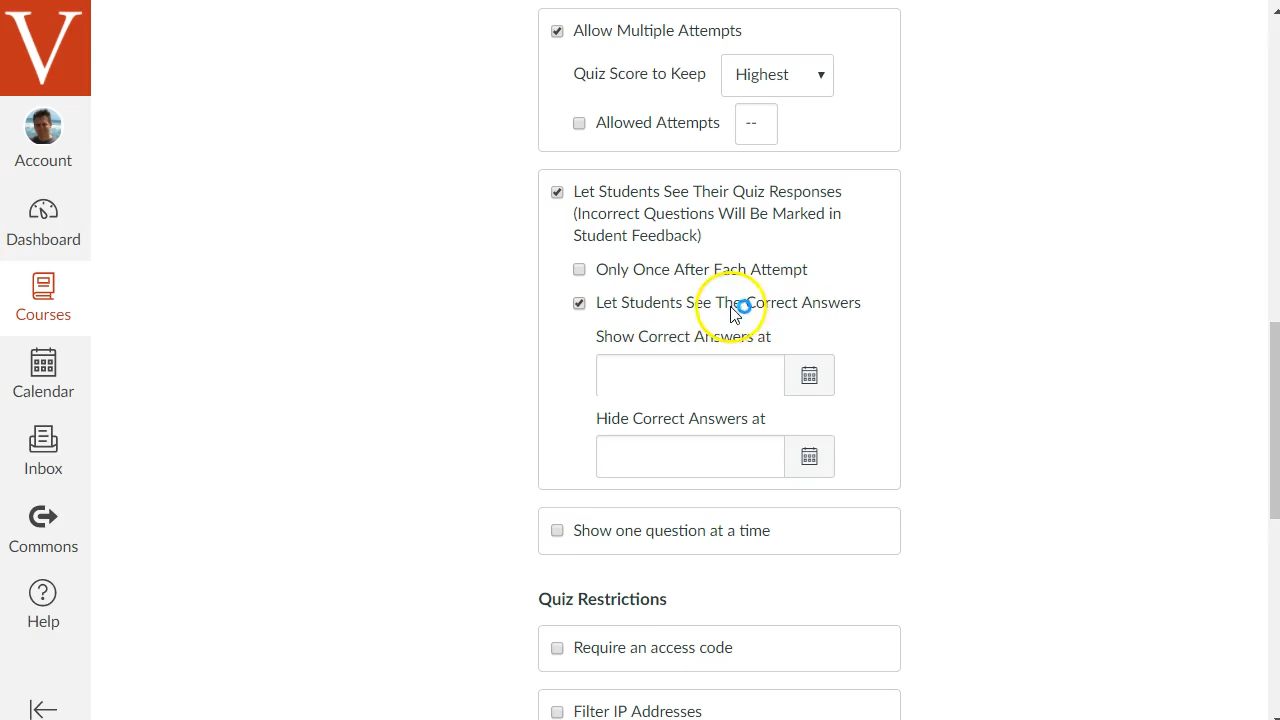 V
Account
Dashboard
Courses
Calendar
Inbox
Commons
Help
Allow Multiple Attempts
Quiz Score to Keep Highest
Allowed Attempts --
Let Students See Their Quiz Responses
(Incorrect Questions Will Be Marked in
Student Feedback)
Only Once After Each Attempt
Let Students See The Correct Answers
Show Correct Answers at
Hide Correct Answers at
Show one question at a time
Quiz Restrictions
Require an access code
Filter IP Addresses